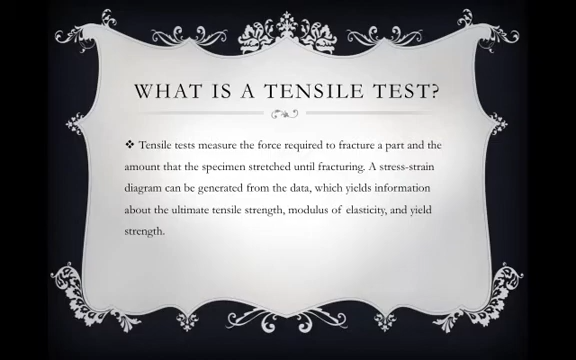 WHAT IS A TENSILE TEST?
❖ Tensile tests measure the force required to fracture a part and the
amount that the specimen stretched until fracturing. A stress-strain
diagram can be generated from the data, which yields information
about the ultimate tensile strength, modulus of elasticity, and yield
strength.